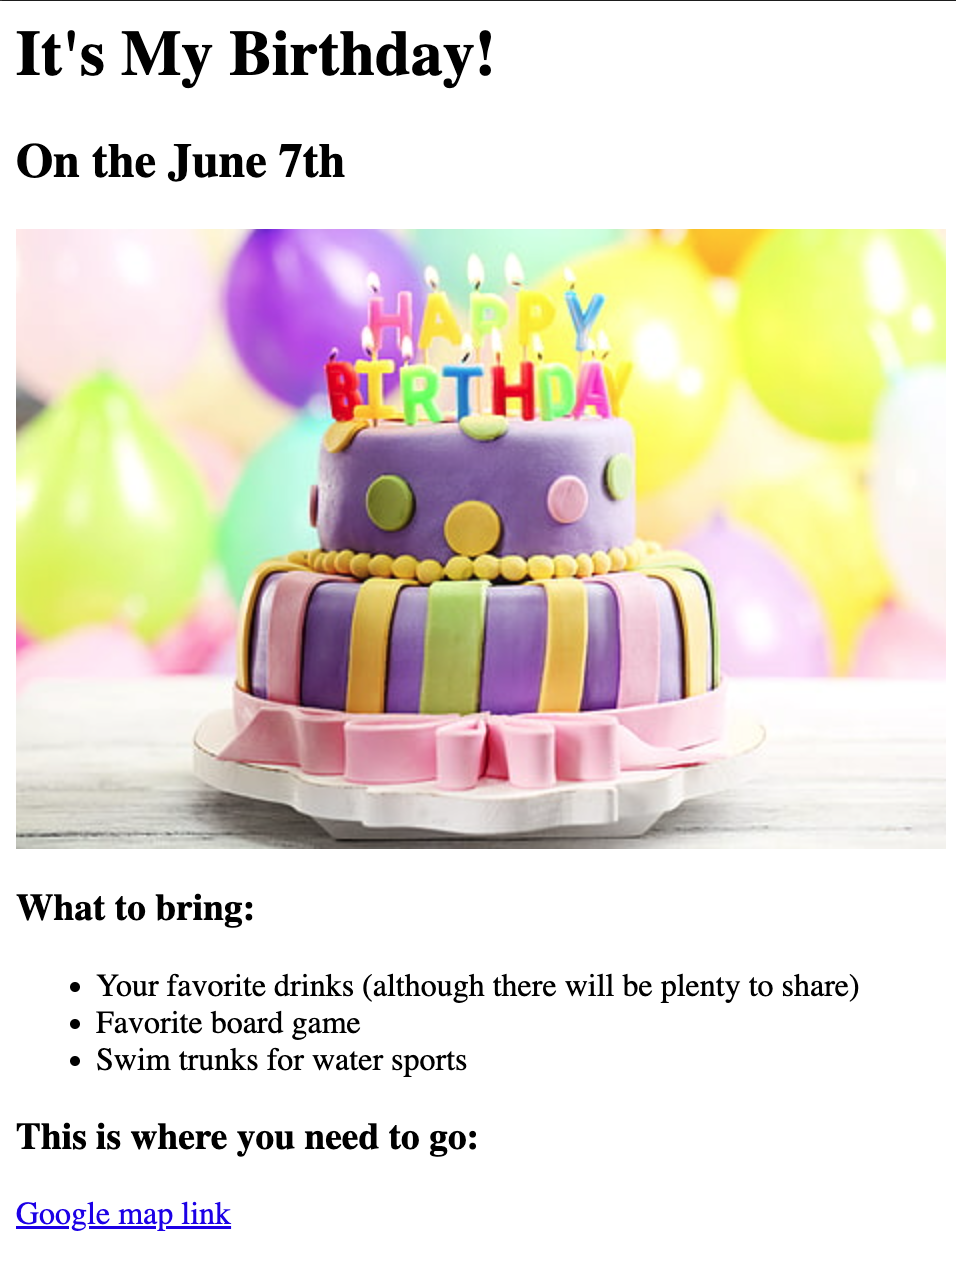 It's My Birthday!
On the June 7th
HAPPY
BIRTHDAY
What to bring:
Your favorite drinks (although there will be plenty to share)
Favorite board game
Swim trunks for water sports
This is where you need to go:
Google map link